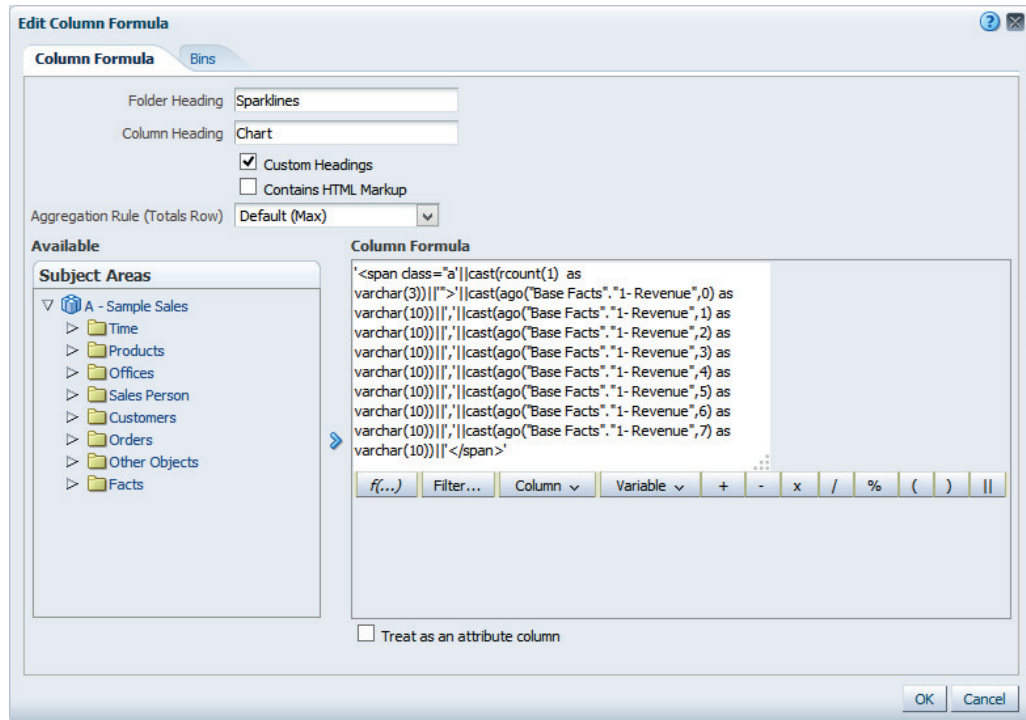 Edit Column Formula
Column Formula
Bins
Folder Heading Sparklines
Column Heading Chart
Custom Headings
Contains HTML Markup
Aggregation Rule (Totals Row) Default (Max)
Available
Subject Areas
A - Sample Sales
Time
Products
Offices
Sales Person
Customers
Orders
Other Objects
Facts
Column Formula
'<span class="a'||cast(rcount(1) as
varchar(3))||'">'||cast(ago("Base Facts"."1- Revenue",0) as
varchar(10))||','||cast(ago("Base Facts"."1- Revenue",1) as
varchar(10))||','||cast(ago("Base Facts"."1- Revenue",2) as
varchar(10))||','||cast(ago("Base Facts"."1- Revenue",3) as
varchar(10))||','||cast(ago("Base Facts"."1- Revenue",4) as
varchar(10))||','||cast(ago("Base Facts"."1- Revenue",5) as
varchar(10))||','||cast(ago("Base Facts"."1- Revenue",6) as
varchar(10))||','||cast(ago("Base Facts"."1- Revenue",7) as
varchar(10))||'</span>'
f(...) Filter... Column Variable + - x / % ( ) ||
Treat as an attribute column
OK Cancel